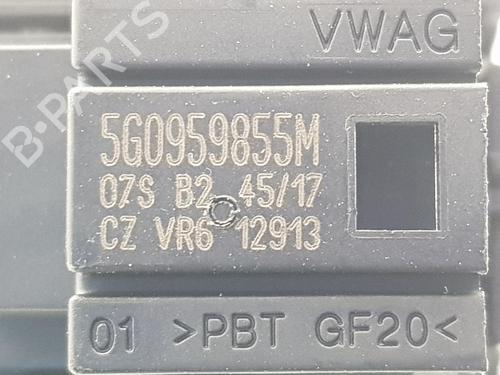 VWAG
5G0959855M
07S B2 45/17
CZ VR6 12913
01 >PBT GF20<
B-PARTS